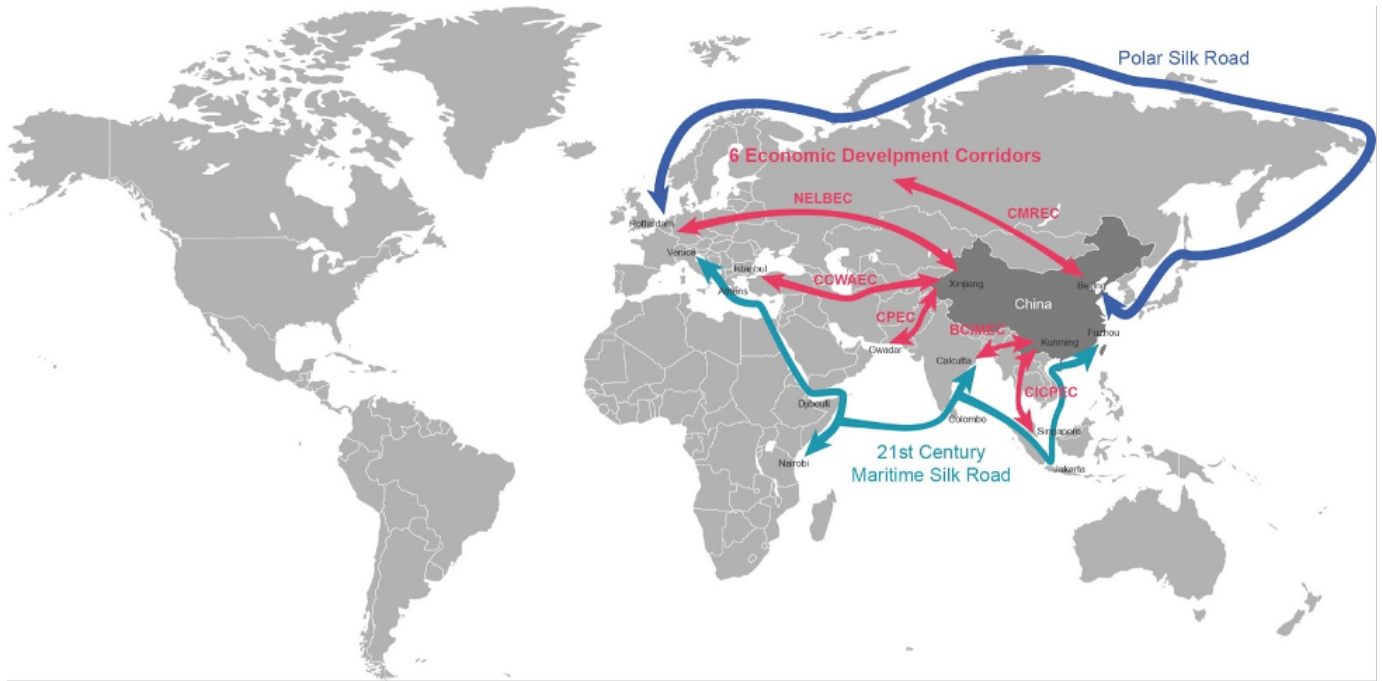 Polar Silk Road
6 Economic Develpment Corridors
NELBEC
CMREC
Rotterdam
Venice
Istanbul
Athens
CCWAEC
Xinjiang
Beijing
China
CPEC
Fuzhou
BCIMEC
Gwadar
Kunming
Calcutta
CICPEC
Djibouti
Colombo
Singapore
21st Century
Maritime Silk Road
Nairobi
Jakarta